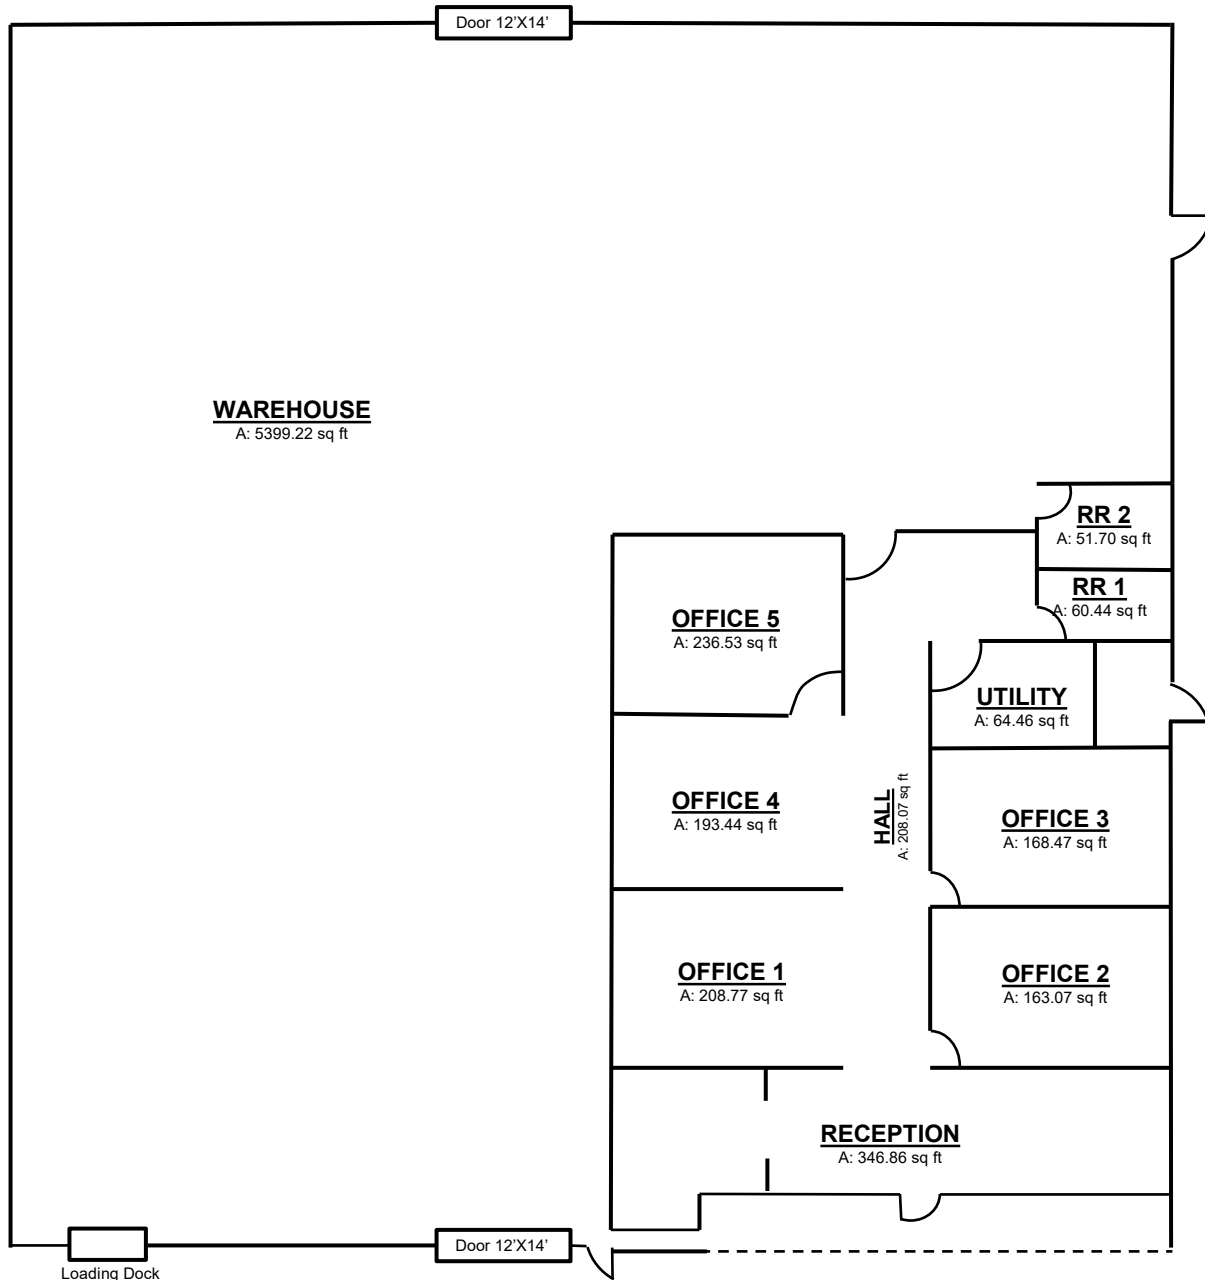 Door 12'X14'
WAREHOUSE
A: 5399.22 sq ft
RR 2
A: 51.70 sq ft
RR 1
A: 60.44 sq ft
OFFICE 5
A: 236.53 sq ft
UTILITY
A: 64.46 sq ft
OFFICE 4
A: 193.44 sq ft
HALL
A: 208.07 sq ft
OFFICE 3
A: 168.47 sq ft
OFFICE 1
A: 208.77 sq ft
OFFICE 2
A: 163.07 sq ft
RECEPTION
A: 346.86 sq ft
Door 12'X14'
Loading Dock